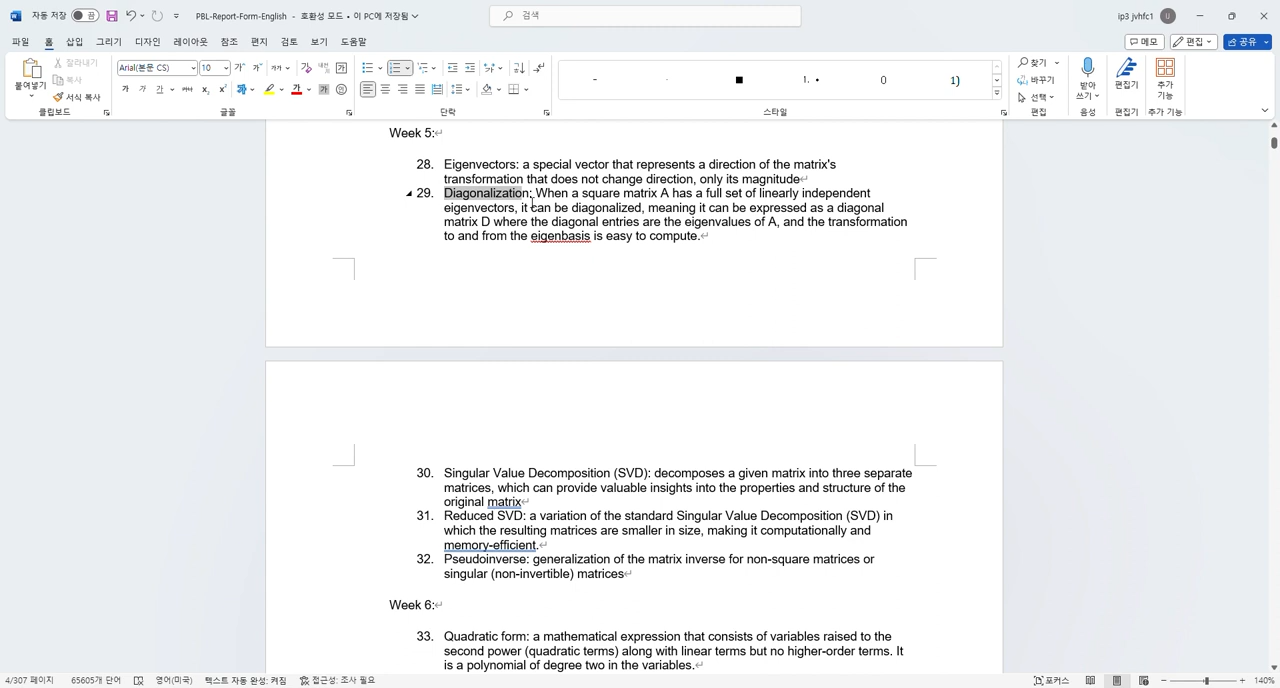 자동 저장 끔 PBL-Report-Form-English - 호환성 모드 • 이 PC에 저장됨 검색 ip3 jvhfc1 U
파일 홈 삽입 그리기 디자인 레이아웃 참조 편지 검토 보기 도움말 메모 편집 공유
붙여넣기 잘라내기 복사 서식 복사 클립보드
Arial(본문 CS) 10 가 가 가 가 가 글꼴
단락
1. • 0 1) 스타일
찾기 바꾸기 선택 편집
받아쓰기 음성
편집기 편집기
추가 기능 추가 기능
Week 5:
28. Eigenvectors: a special vector that represents a direction of the matrix's
transformation that does not change direction, only its magnitude
29. Diagonalization: When a square matrix A has a full set of linearly independent
eigenvectors, it can be diagonalized, meaning it can be expressed as a diagonal
matrix D where the diagonal entries are the eigenvalues of A, and the transformation
to and from the eigenbasis is easy to compute.
30. Singular Value Decomposition (SVD): decomposes a given matrix into three separate
matrices, which can provide valuable insights into the properties and structure of the
original matrix
31. Reduced SVD: a variation of the standard Singular Value Decomposition (SVD) in
which the resulting matrices are smaller in size, making it computationally and
memory-efficient.
32. Pseudoinverse: generalization of the matrix inverse for non-square matrices or
singular (non-invertible) matrices
Week 6:
33. Quadratic form: a mathematical expression that consists of variables raised to the
second power (quadratic terms) along with linear terms but no higher-order terms. It
is a polynomial of degree two in the variables.
4/307 페이지 65605개 단어 영어(미국) 텍스트 자동 완성: 켜짐 접근성: 조사 필요 포커스 140%